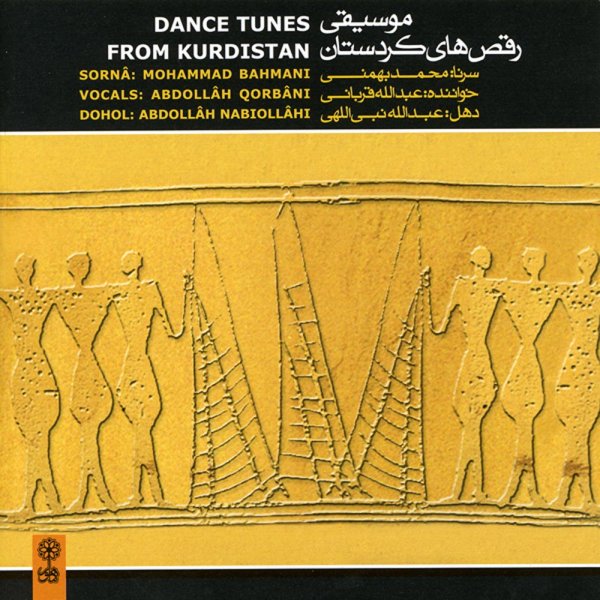 DANCE TUNES
FROM KURDISTAN
SORNÂ: MOHAMMAD BAHMANI
VOCALS: ABDOLLÂH QORBÂNI
DOHOL: ABDOLLÂH NABIOLLÂHI
موسیقی
رقص‌های کردستان
سرنا: محمد بهمنی
خواننده: عبدالله قربانی
دهل: عبدالله نبی‌اللهی